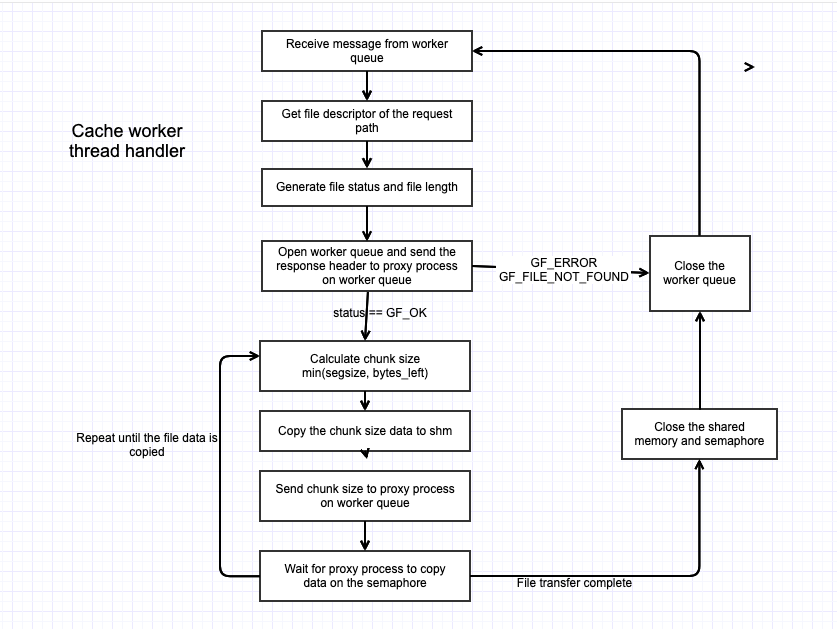 Receive message from worker
queue
Cache worker
thread handler
Get file descriptor of the request
path
Generate file status and file length
Open worker queue and send the
response header to proxy process
on worker queue
GF_ERROR
GF_FILE_NOT_FOUND
Close the
worker queue
status == GF_OK
Calculate chunk size
min(segsize, bytes_left)
Copy the chunk size data to shm
Close the shared
memory and semaphore
Repeat until the file data is
copied
Send chunk size to proxy process
on worker queue
Wait for proxy process to copy
data on the semaphore
File transfer complete